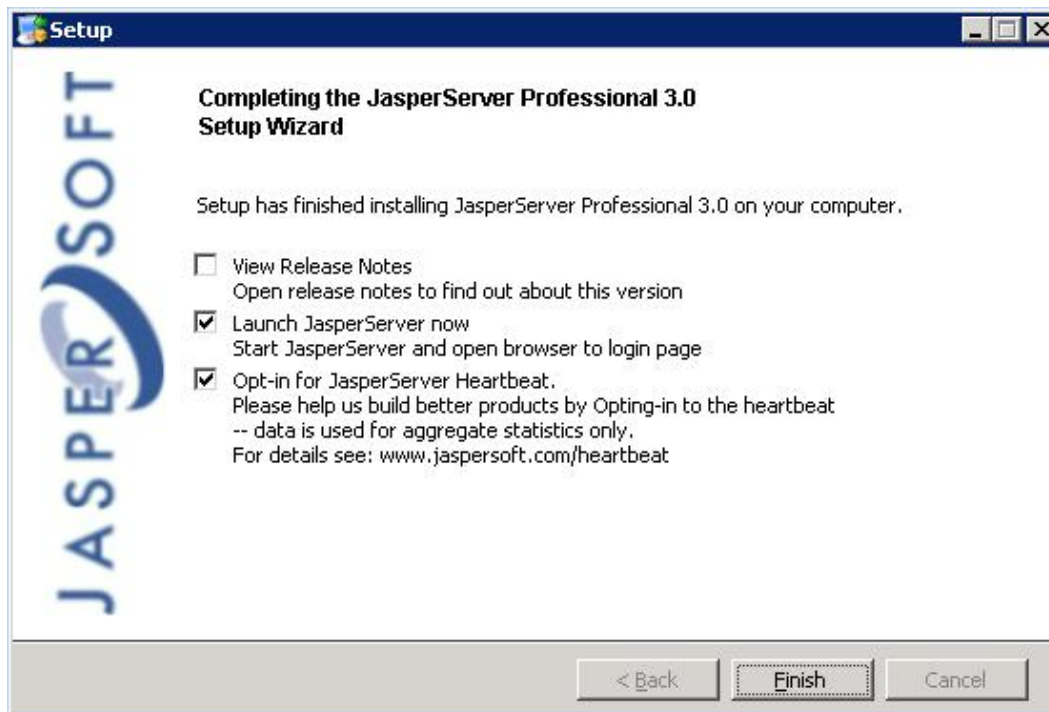 Setup
JASPERSOFT
Completing the JasperServer Professional 3.0
Setup Wizard
Setup has finished installing JasperServer Professional 3.0 on your computer.
View Release Notes
Open release notes to find out about this version
Launch JasperServer now
Start JasperServer and open browser to login page
Opt-in for JasperServer Heartbeat.
Please help us build better products by Opting-in to the heartbeat
-- data is used for aggregate statistics only.
For details see: www.jaspersoft.com/heartbeat
< Back
Finish
Cancel